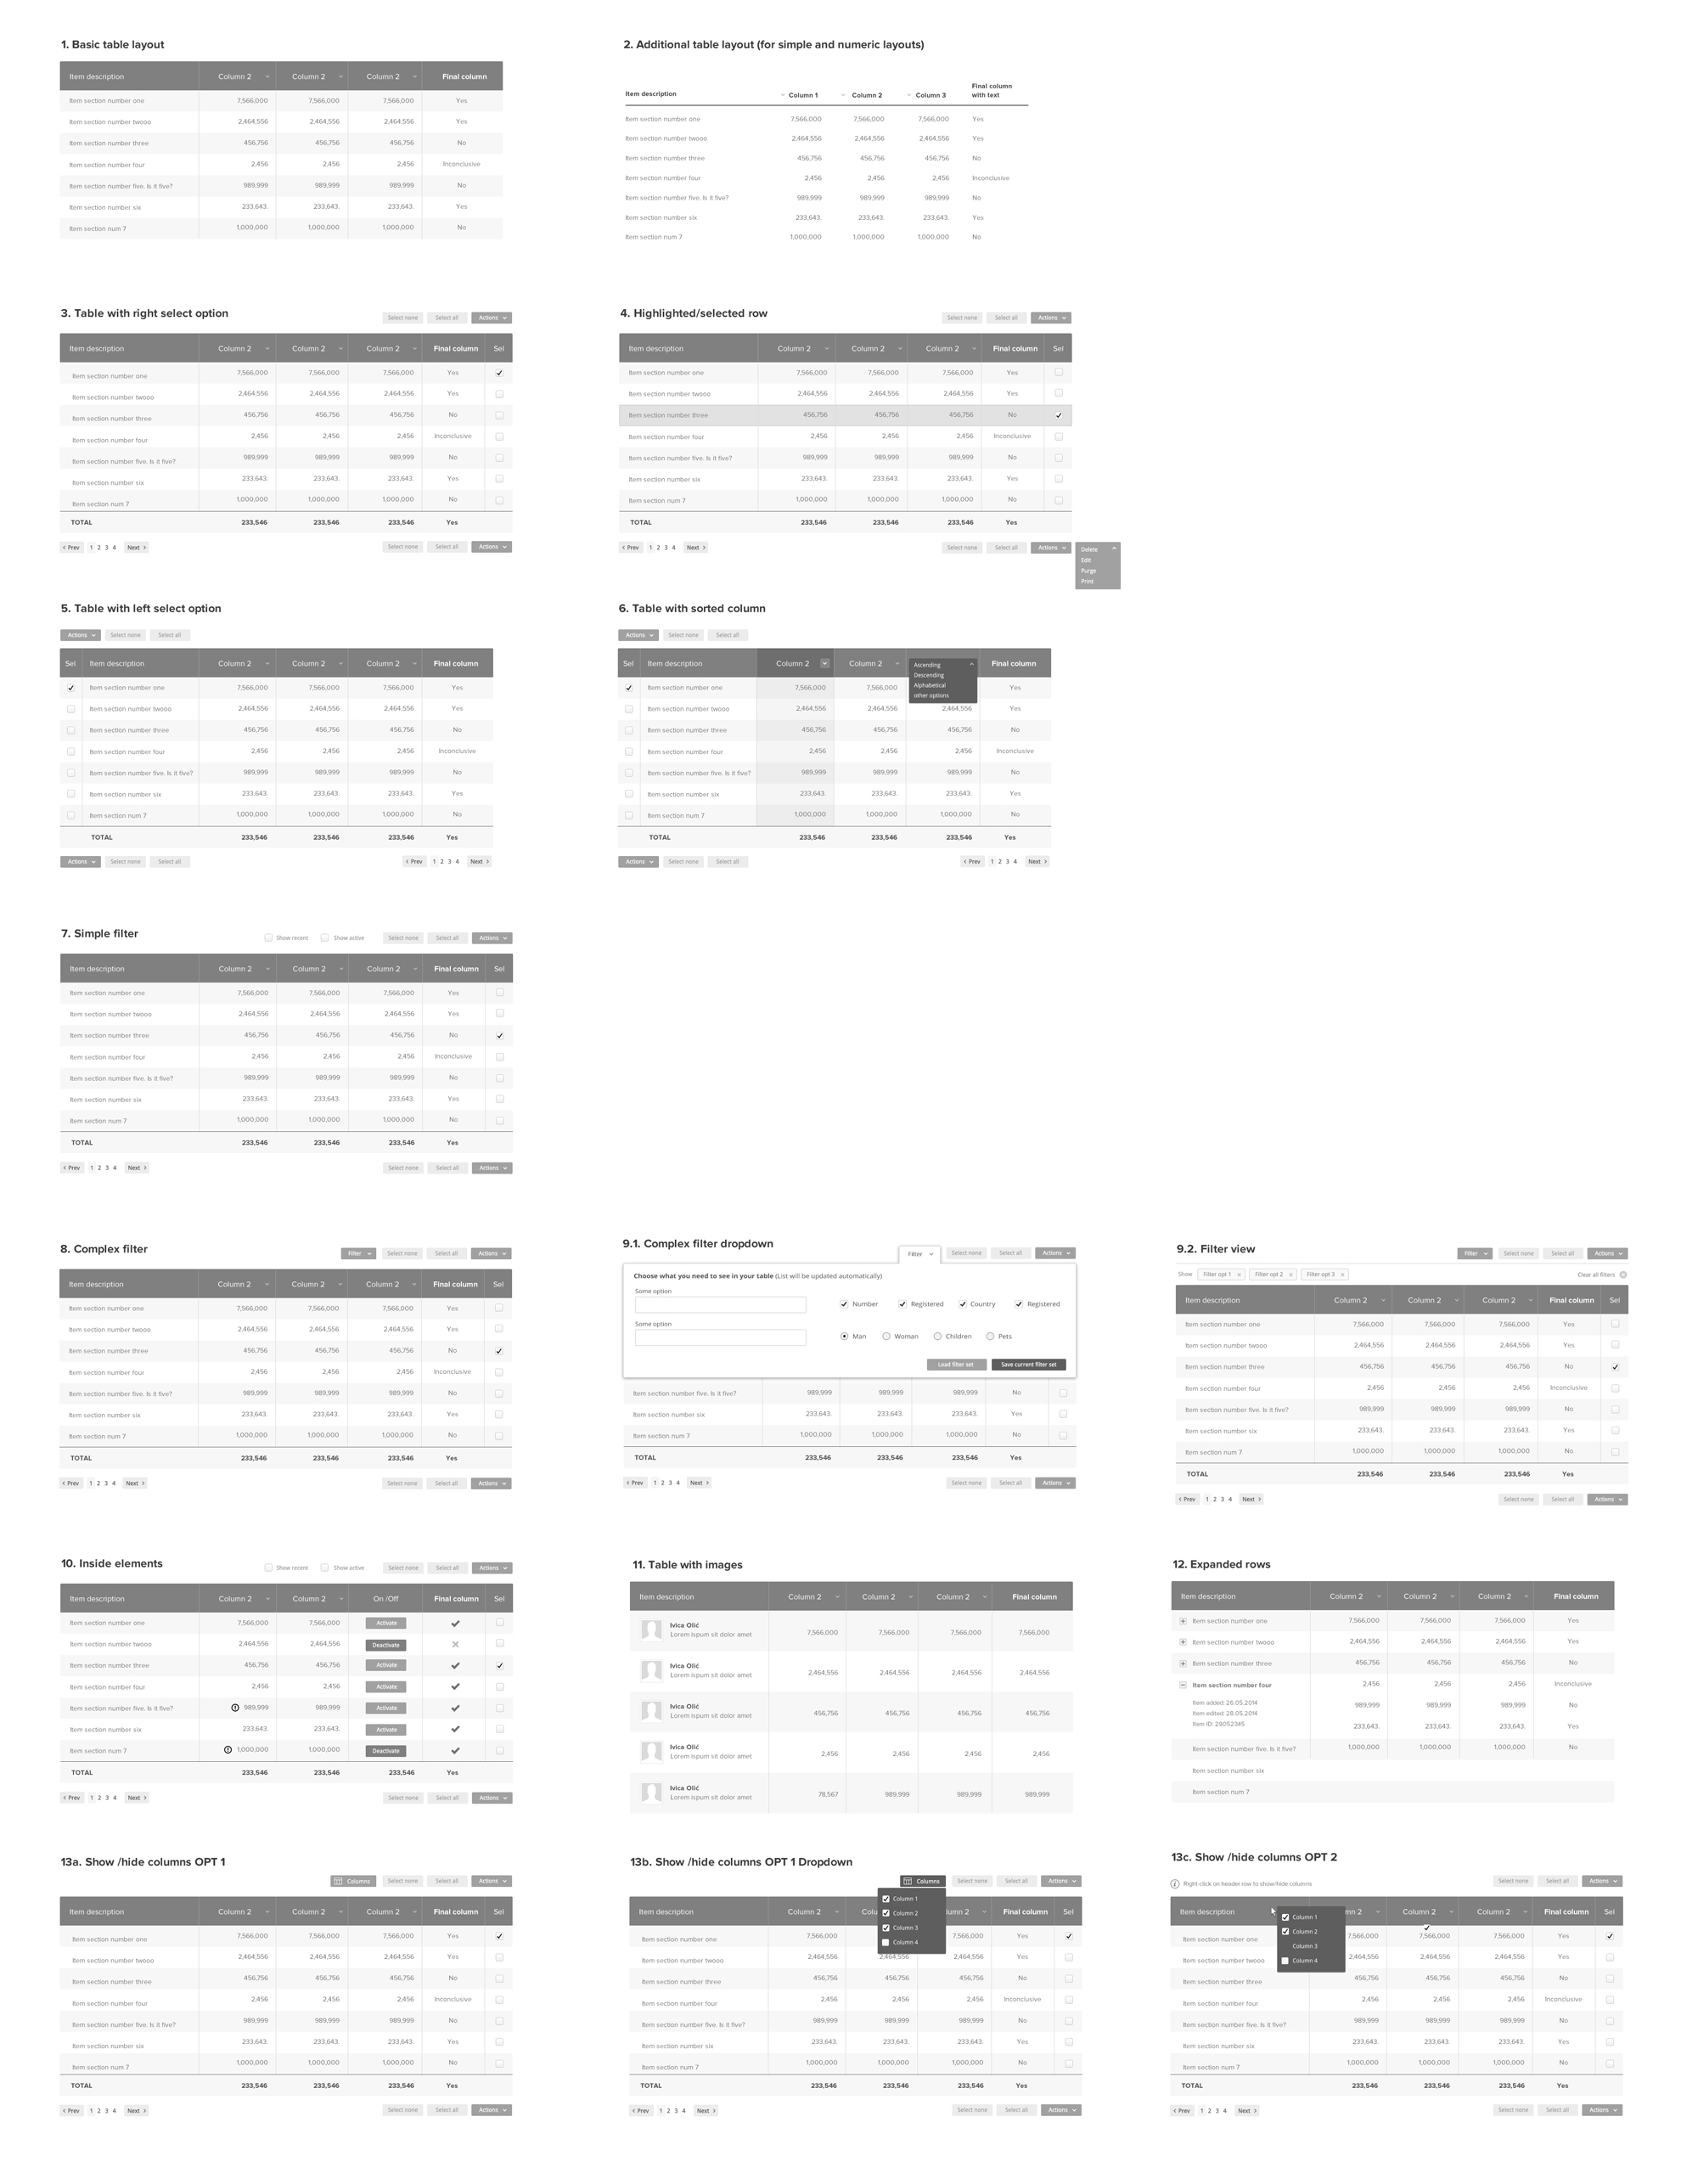 1. Basic table layout
Item description Column 2 Column 2 Column 2 Final column
Item section number one 7,566,000 7,566,000 7,566,000 Yes
Item section number twooo 2,464,556 2,464,556 2,464,556 Yes
Item section number three 456,756 456,756 456,756 No
Item section number four 2,456 2,456 2,456 Inconclusive
Item section number five. Is it five? 989,999 989,999 989,999 No
Item section number six 233,643. 233,643. 233,643. Yes
Item section num 7 1,000,000 1,000,000 1,000,000 No
2. Additional table layout (for simple and numeric layouts)
Final column
Item description Column 1 Column 2 Column 3 with text
Item section number one 7,566,000 7,566,000 7,566,000 Yes
Item section number twooo 2,464,556 2,464,556 2,464,556 Yes
Item section number three 456,756 456,756 456,756 No
Item section number four 2,456 2,456 2,456 Inconclusive
Item section number five. Is it five? 989,999 989,999 989,999 No
Item section number six 233,643. 233,643. 233,643. Yes
Item section num 7 1,000,000 1,000,000 1,000,000 No
3. Table with right select option
Select none Select all Actions
Item description Column 2 Column 2 Column 2 Final column Sel
Item section number one 7,566,000 7,566,000 7,566,000 Yes
Item section number twooo 2,464,556 2,464,556 2,464,556 Yes
Item section number three 456,756 456,756 456,756 No
Item section number four 2,456 2,456 2,456 Inconclusive
Item section number five. Is it five? 989,999 989,999 989,999 No
Item section number six 233,643. 233,643. 233,643. Yes
Item section num 7 1,000,000 1,000,000 1,000,000 No
TOTAL 233,546 233,546 233,546 Yes
< Prev 1 2 3 4 Next > Select none Select all Actions
4. Highlighted/selected row
Select none Select all Actions
Item description Column 2 Column 2 Column 2 Final column Sel
Item section number one 7,566,000 7,566,000 7,566,000 Yes
Item section number twooo 2,464,556 2,464,556 2,464,556 Yes
Item section number three 456,756 456,756 456,756 No
Item section number four 2,456 2,456 2,456 Inconclusive
Item section number five. Is it five? 989,999 989,999 989,999 No
Item section number six 233,643. 233,643. 233,643. Yes
Item section num 7 1,000,000 1,000,000 1,000,000 No
TOTAL 233,546 233,546 233,546 Yes
< Prev 1 2 3 4 Next > Select none Select all Actions
Delete
Edit
Purge
Print
5. Table with left select option
Actions Select none Select all
Sel Item description Column 2 Column 2 Column 2 Final column
Item section number one 7,566,000 7,566,000 7,566,000 Yes
Item section number twooo 2,464,556 2,464,556 2,464,556 Yes
Item section number three 456,756 456,756 456,756 No
Item section number four 2,456 2,456 2,456 Inconclusive
Item section number five. Is it five? 989,999 989,999 989,999 No
Item section number six 233,643. 233,643. 233,643. Yes
Item section num 7 1,000,000 1,000,000 1,000,000 No
TOTAL 233,546 233,546 233,546 Yes
Actions Select none Select all < Prev 1 2 3 4 Next >
6. Table with sorted column
Actions Select none Select all
Sel Item description Column 2 Column 2 Final column
Ascending
Descending
Alphabetical
other options
Item section number one 7,566,000 7,566,000 Yes
Item section number twooo 2,464,556 2,464,556 2,464,556 Yes
Item section number three 456,756 456,756 456,756 No
Item section number four 2,456 2,456 2,456 Inconclusive
Item section number five. Is it five? 989,999 989,999 989,999 No
Item section number six 233,643. 233,643. 233,643. Yes
Item section num 7 1,000,000 1,000,000 1,000,000 No
TOTAL 233,546 233,546 233,546 Yes
Actions Select none Select all < Prev 1 2 3 4 Next >
7. Simple filter
Show recent Show active Select none Select all Actions
Item description Column 2 Column 2 Column 2 Final column Sel
Item section number one 7,566,000 7,566,000 7,566,000 Yes
Item section number twooo 2,464,556 2,464,556 2,464,556 Yes
Item section number three 456,756 456,756 456,756 No
Item section number four 2,456 2,456 2,456 Inconclusive
Item section number five. Is it five? 989,999 989,999 989,999 No
Item section number six 233,643. 233,643. 233,643. Yes
Item section num 7 1,000,000 1,000,000 1,000,000 No
TOTAL 233,546 233,546 233,546 Yes
< Prev 1 2 3 4 Next > Select none Select all Actions
8. Complex filter
Filter Select none Select all Actions
Item description Column 2 Column 2 Column 2 Final column Sel
Item section number one 7,566,000 7,566,000 7,566,000 Yes
Item section number twooo 2,464,556 2,464,556 2,464,556 Yes
Item section number three 456,756 456,756 456,756 No
Item section number four 2,456 2,456 2,456 Inconclusive
Item section number five. Is it five? 989,999 989,999 989,999 No
Item section number six 233,643. 233,643. 233,643. Yes
Item section num 7 1,000,000 1,000,000 1,000,000 No
TOTAL 233,546 233,546 233,546 Yes
< Prev 1 2 3 4 Next > Select none Select all Actions
9.1. Complex filter dropdown
Filter Select none Select all Actions
Choose what you need to see in your table (List will be updated automatically)
Some option
Number Registered Country Registered
Some option
Man Woman Children Pets
Load filter set Save current filter set
Item section number five. Is it five? 989,999 989,999 989,999 No
Item section number six 233,643. 233,643. 233,643. Yes
Item section num 7 1,000,000 1,000,000 1,000,000 No
TOTAL 233,546 233,546 233,546 Yes
< Prev 1 2 3 4 Next > Select none Select all Actions
9.2. Filter view
Filter Select none Select all Actions
Show Filter opt 1 x Filter opt 2 x Filter opt 3 x Clear all filters x
Item description Column 2 Column 2 Column 2 Final column Sel
Item section number one 7,566,000 7,566,000 7,566,000 Yes
Item section number twooo 2,464,556 2,464,556 2,464,556 Yes
Item section number three 456,756 456,756 456,756 No
Item section number four 2,456 2,456 2,456 Inconclusive
Item section number five. Is it five? 989,999 989,999 989,999 No
Item section number six 233,643. 233,643. 233,643. Yes
Item section num 7 1,000,000 1,000,000 1,000,000 No
TOTAL 233,546 233,546 233,546 Yes
< Prev 1 2 3 4 Next > Select none Select all Actions
10. Inside elements
Show recent Show active Select none Select all Actions
Item description Column 2 Column 2 On /Off Final column Sel
Item section number one 7,566,000 7,566,000 Activate
Item section number twooo 2,464,556 2,464,556 Deactivate
Item section number three 456,756 456,756 Activate
Item section number four 2,456 2,456 Activate
Item section number five. Is it five? 989,999 989,999 Activate
Item section number six 233,643. 233,643. Activate
Item section num 7 1,000,000 1,000,000 Deactivate
TOTAL 233,546 233,546 233,546 Yes
< Prev 1 2 3 4 Next > Select none Select all Actions
11. Table with images
Item description Column 2 Column 2 Column 2 Final column
Ivica Olić
Lorem ispum sit dolor amet 7,566,000 7,566,000 7,566,000 7,566,000
Ivica Olić
Lorem ispum sit dolor amet 2,464,556 2,464,556 2,464,556 2,464,556
Ivica Olić
Lorem ispum sit dolor amet 456,756 456,756 456,756 456,756
Ivica Olić
Lorem ispum sit dolor amet 2,456 2,456 2,456 2,456
Ivica Olić
Lorem ispum sit dolor amet 78,567 989,999 989,999 989,999
12. Expanded rows
Item description Column 2 Column 2 Column 2 Final column
Item section number one 7,566,000 7,566,000 7,566,000 Yes
Item section number twooo 2,464,556 2,464,556 2,464,556 Yes
Item section number three 456,756 456,756 456,756 No
Item section number four 2,456 2,456 2,456 Inconclusive
Item added: 26.05.2014 989,999 989,999 989,999 No
Item edited: 28.05.2014
Item ID: 29052345 233,643. 233,643. 233,643. Yes
Item section number five. Is it five? 1,000,000 1,000,000 1,000,000 No
Item section number six
Item section num 7
13a. Show /hide columns OPT 1
Columns Select none Select all Actions
Item description Column 2 Column 2 Column 2 Final column Sel
Item section number one 7,566,000 7,566,000 7,566,000 Yes
Item section number twooo 2,464,556 2,464,556 2,464,556 Yes
Item section number three 456,756 456,756 456,756 No
Item section number four 2,456 2,456 2,456 Inconclusive
Item section number five. Is it five? 989,999 989,999 989,999 No
Item section number six 233,643. 233,643. 233,643. Yes
Item section num 7 1,000,000 1,000,000 1,000,000 No
TOTAL 233,546 233,546 233,546 Yes
< Prev 1 2 3 4 Next > Select none Select all Actions
13b. Show /hide columns OPT 1 Dropdown
Columns Select none Select all Actions
Column 1
Column 2
Column 3
Column 4
Item description Column 2 mn 2 Final column Sel
Item section number one 7,566,000 7,566,000 Yes
Item section number twooo 2,464,556 2,464,556 2,464,556 Yes
Item section number three 456,756 456,756 456,756 No
Item section number four 2,456 2,456 2,456 Inconclusive
Item section number five. Is it five? 989,999 989,999 989,999 No
Item section number six 233,643. 233,643. 233,643. Yes
Item section num 7 1,000,000 1,000,000 1,000,000 No
TOTAL 233,546 233,546 233,546 Yes
< Prev 1 2 3 4 Next > Select none Select all Actions
13c. Show /hide columns OPT 2
Right-click on header row to show/hide columns Select none Select all Actions
Item description mn 2 Column 2 Column 2 Final column Sel
Column 1
Column 2
Column 3
Column 4
Item section number one 7,566,000 7,566,000 7,566,000 Yes
Item section number twooo 2,464,556 2,464,556 2,464,556 Yes
Item section number three 456,756 456,756 456,756 No
Item section number four 2,456 2,456 2,456 Inconclusive
Item section number five. Is it five? 989,999 989,999 989,999 No
Item section number six 233,643. 233,643. 233,643. Yes
Item section num 7 1,000,000 1,000,000 1,000,000 No
TOTAL 233,546 233,546 233,546 Yes
< Prev 1 2 3 4 Next > Select none Select all Actions